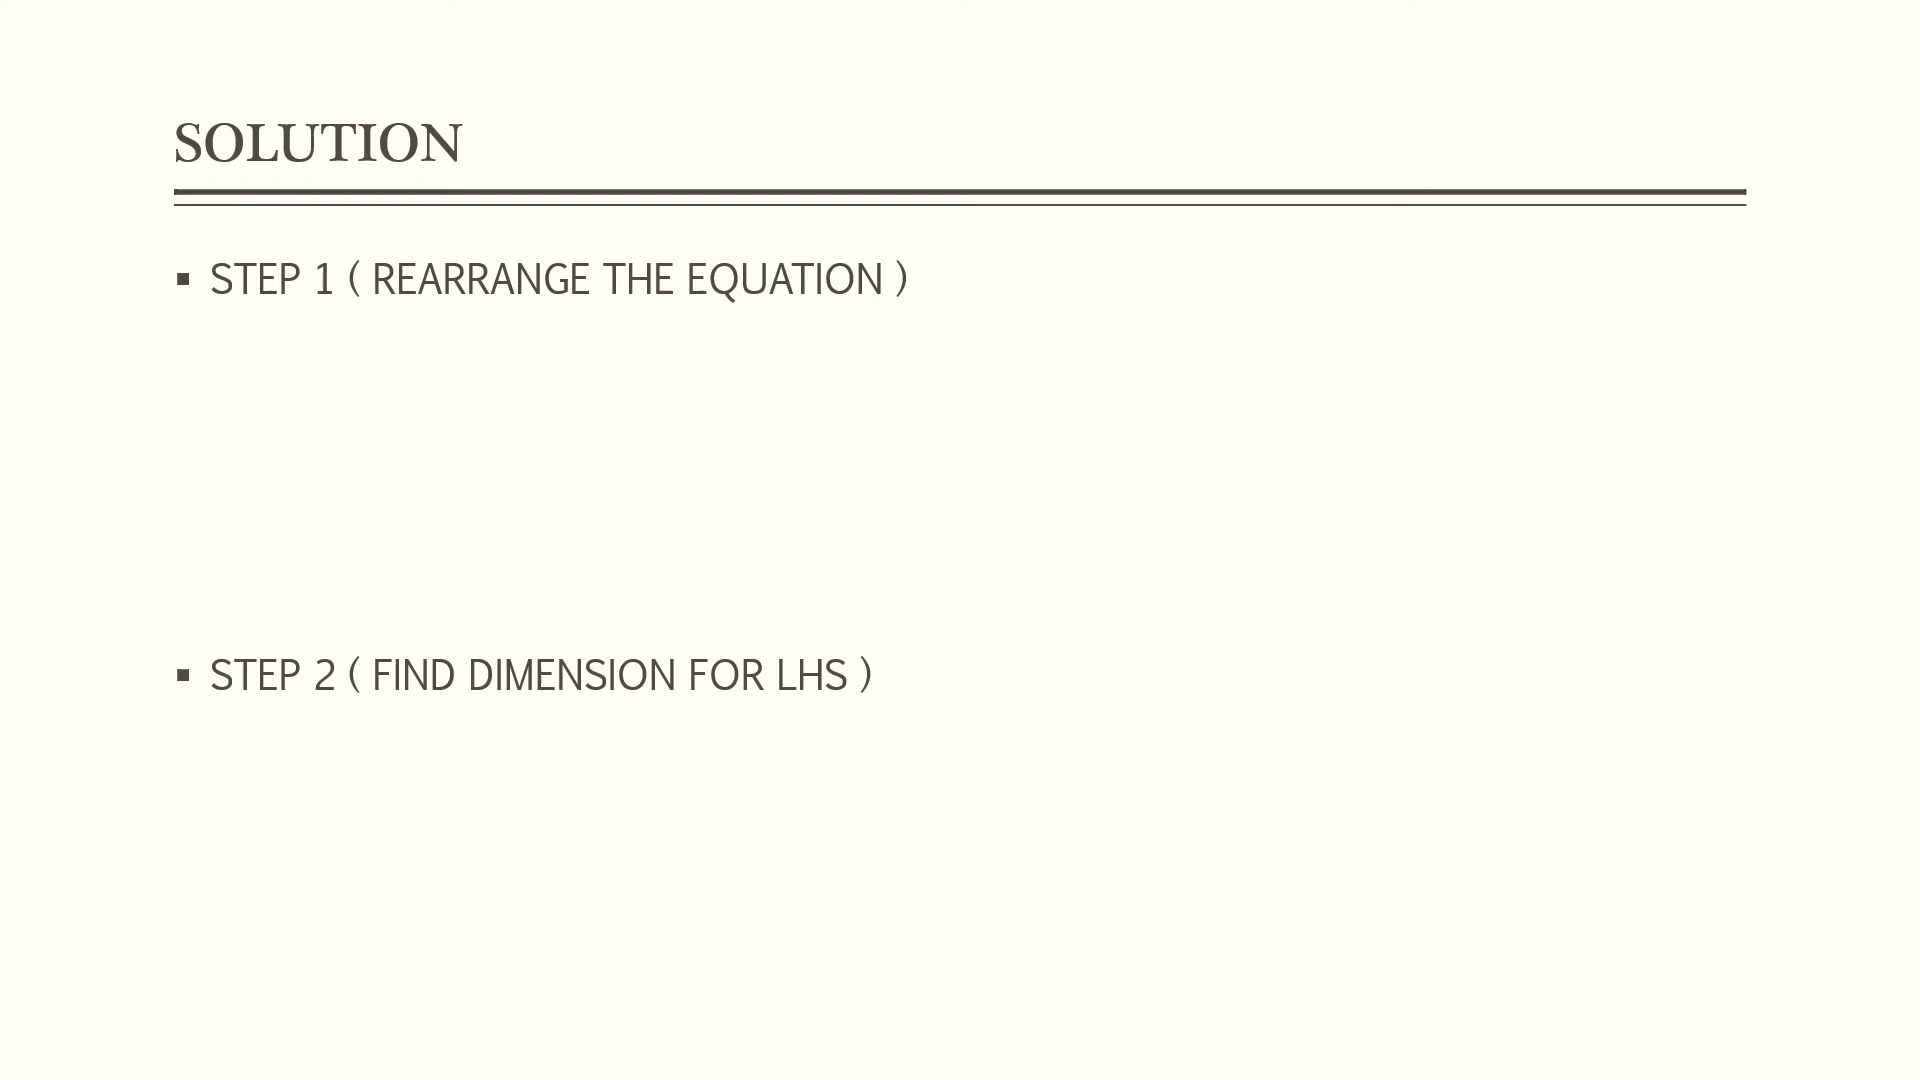 SOLUTION
▪ STEP 1 ( REARRANGE THE EQUATION )
▪ STEP 2 ( FIND DIMENSION FOR LHS )